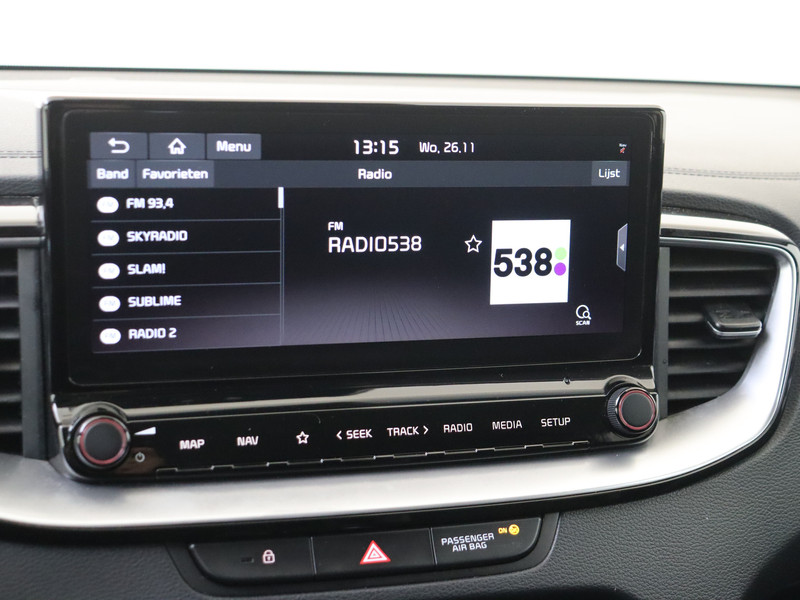 Menu
13:15 Wo, 26.11
Band Favorieten Radio Lijst
FM 93,4
SKYRADIO
SLAM!
SUBLIME
RADIO 2
FM
RADIO538
538
SCAN
MAP NAV < SEEK TRACK > RADIO MEDIA SETUP
PASSENGER
AIR BAG
ON